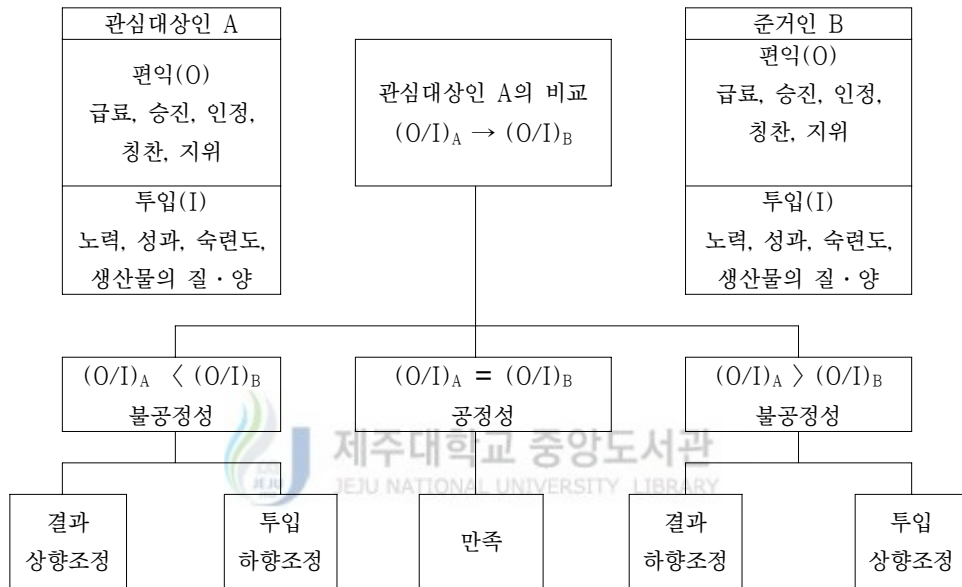 관심대상인 A
편익(O)
급료, 승진, 인정,
칭찬, 지위
투입(I)
노력, 성과, 숙련도,
생산물의 질·양
관심대상인 A의 비교
(O/I)A → (O/I)B
준거인 B
편익(O)
급료, 승진, 인정,
칭찬, 지위
투입(I)
노력, 성과, 숙련도,
생산물의 질·양
(O/I)A < (O/I)B
불공정성
(O/I)A = (O/I)B
공정성
(O/I)A > (O/I)B
불공정성
제주대학교 중앙도서관
JEJU NATIONAL UNIVERSITY LIBRARY
JEJU
결과
상향조정
투입
하향조정
만족
결과
하향조정
투입
상향조정